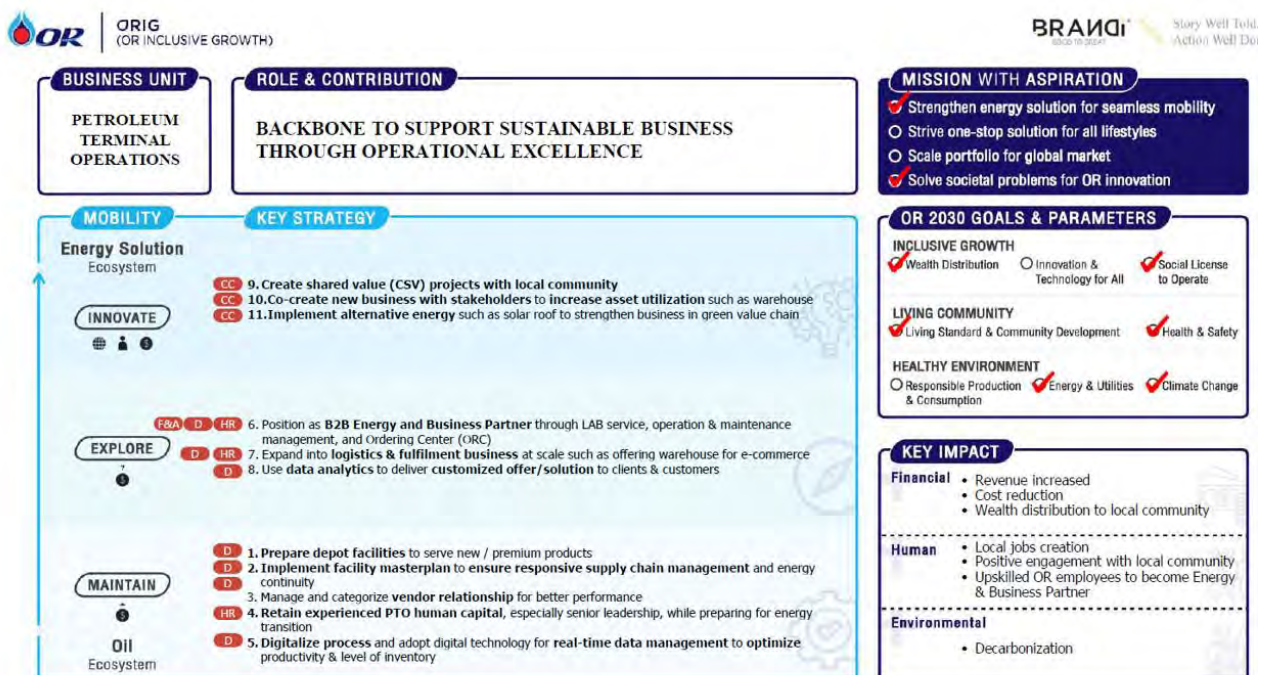 OR
ORIG
(OR INCLUSIVE GROWTH)
BRANDi
GOOD TO GREAT
Story Well Told.
Action Well Do
BUSINESS UNIT
PETROLEUM
TERMINAL
OPERATIONS
ROLE & CONTRIBUTION
BACKBONE TO SUPPORT SUSTAINABLE BUSINESS
THROUGH OPERATIONAL EXCELLENCE
MISSION WITH ASPIRATION
Strengthen energy solution for seamless mobility
Strive one-stop solution for all lifestyles
Scale portfolio for global market
Solve societal problems for OR innovation
MOBILITY
KEY STRATEGY
Energy Solution
Ecosystem
INNOVATE
CC 9. Create shared value (CSV) projects with local community
CC 10.Co-create new business with stakeholders to increase asset utilization such as warehouse
CC 11.Implement alternative energy such as solar roof to strengthen business in green value chain
EXPLORE
F&A D HR 6. Position as B2B Energy and Business Partner through LAB service, operation & maintenance
management, and Ordering Center (ORC)
D HR 7. Expand into logistics & fulfilment business at scale such as offering warehouse for e-commerce
D 8. Use data analytics to deliver customized offer/solution to clients & customers
MAINTAIN
D 1. Prepare depot facilities to serve new / premium products
D 2. Implement facility masterplan to ensure responsive supply chain management and energy
D continuity
3. Manage and categorize vendor relationship for better performance
HR 4. Retain experienced PTO human capital, especially senior leadership, while preparing for energy
transition
D 5. Digitalize process and adopt digital technology for real-time data management to optimize
productivity & level of inventory
Oil
Ecosystem
OR 2030 GOALS & PARAMETERS
INCLUSIVE GROWTH
Wealth Distribution
Innovation &
Technology for All
Social License
to Operate
LIVING COMMUNITY
Living Standard & Community Development
Health & Safety
HEALTHY ENVIRONMENT
Responsible Production
& Consumption
Energy & Utilities
Climate Change
KEY IMPACT
Financial
• Revenue increased
• Cost reduction
• Wealth distribution to local community
Human
• Local jobs creation
• Positive engagement with local community
• Upskilled OR employees to become Energy
& Business Partner
Environmental
• Decarbonization